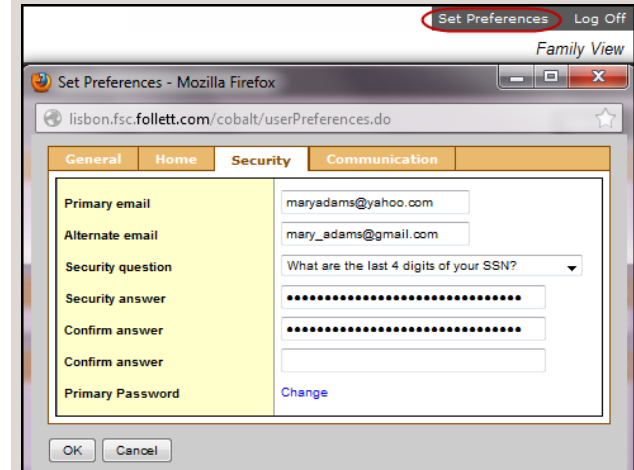 Set Preferences Log Off
Family View
Set Preferences - Mozilla Firefox
lisbon.fsc.follett.com/cobalt/userPreferences.do
General Home Security Communication
Primary email maryadams@yahoo.com
Alternate email mary_adams@gmail.com
Security question What are the last 4 digits of your SSN?
Security answer ••••••••••••••••••••••••••••••••
Confirm answer ••••••••••••••••••••••••••••••••
Confirm answer
Primary Password Change
OK Cancel